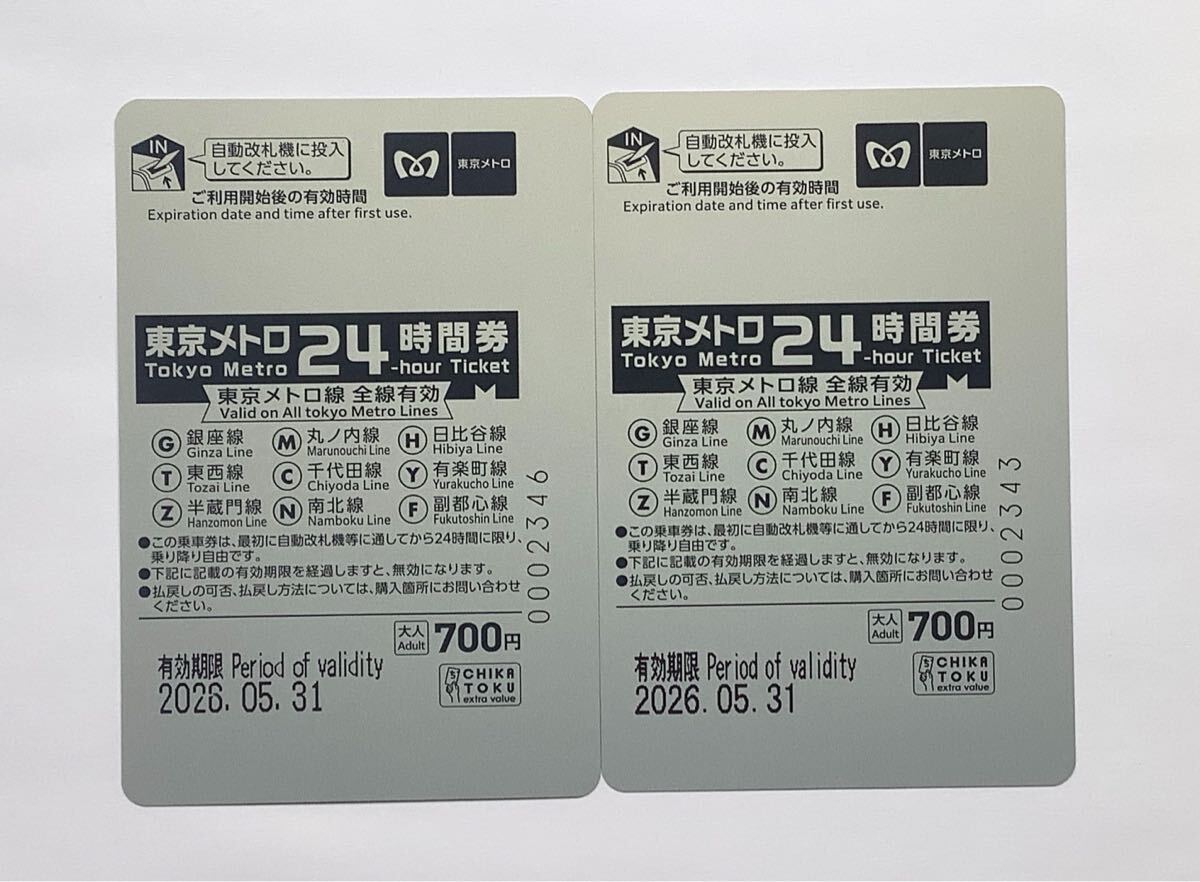 IN
自動改札機に投入
してください。
東京メトロ
ご利用開始後の有効時間
Expiration date and time after first use.
東京メトロ24時間券
Tokyo Metro -hour Ticket
東京メトロ線 全線有効
Valid on All tokyo Metro Lines
G 銀座線 M 丸ノ内線 H 日比谷線
Ginza Line Marunouchi Line Hibiya Line
T 東西線 C 千代田線 Y 有楽町線
Tozai Line Chiyoda Line Yurakucho Line
Z 半蔵門線 N 南北線 F 副都心線
Hanzomon Line Namboku Line Fukutoshin Line
●この乗車券は、最初に自動改札機等に通してから24時間に限り、
乗り降り自由です。
●下記に記載の有効期限を経過しますと、無効になります。
●払戻しの可否、払戻し方法については、購入箇所にお問い合わせ
ください。
0002346
大人 700円
Adult
有効期限 Period of validity
2026.05.31
CHIKA
TOKU
extra value
IN
自動改札機に投入
してください。
東京メトロ
ご利用開始後の有効時間
Expiration date and time after first use.
東京メトロ24時間券
Tokyo Metro -hour Ticket
東京メトロ線 全線有効
Valid on All tokyo Metro Lines
G 銀座線 M 丸ノ内線 H 日比谷線
Ginza Line Marunouchi Line Hibiya Line
T 東西線 C 千代田線 Y 有楽町線
Tozai Line Chiyoda Line Yurakucho Line
Z 半蔵門線 N 南北線 F 副都心線
Hanzomon Line Namboku Line Fukutoshin Line
●この乗車券は、最初に自動改札機等に通してから24時間に限り、
乗り降り自由です。
●下記に記載の有効期限を経過しますと、無効になります。
●払戻しの可否、払戻し方法については、購入箇所にお問い合わせ
ください。
0002343
大人 700円
Adult
有効期限 Period of validity
2026.05.31
CHIKA
TOKU
extra value